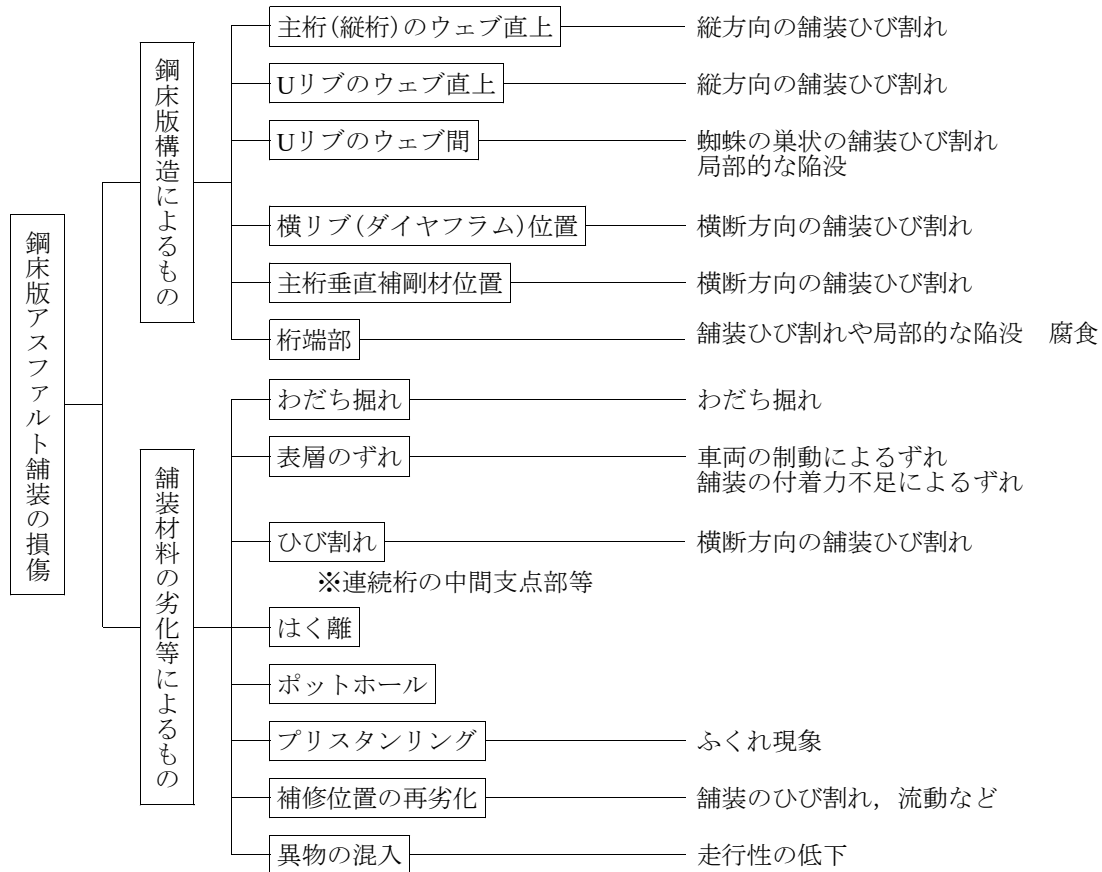 鋼床版アスファルト舗装の損傷
鋼床版構造によるもの
主桁(縦桁)のウェブ直上
縦方向の舗装ひび割れ
Uリブのウェブ直上
縦方向の舗装ひび割れ
Uリブのウェブ間
蜘蛛の巣状の舗装ひび割れ
局部的な陥没
横リブ(ダイヤフラム)位置
横断方向の舗装ひび割れ
主桁垂直補剛材位置
横断方向の舗装ひび割れ
桁端部
舗装ひび割れや局部的な陥没　腐食
舗装材料の劣化等によるもの
わだち掘れ
わだち掘れ
表層のずれ
車両の制動によるずれ
舗装の付着力不足によるずれ
ひび割れ
横断方向の舗装ひび割れ
※連続桁の中間支点部等
はく離
ポットホール
プリスタンリング
ふくれ現象
補修位置の再劣化
舗装のひび割れ，流動など
異物の混入
走行性の低下